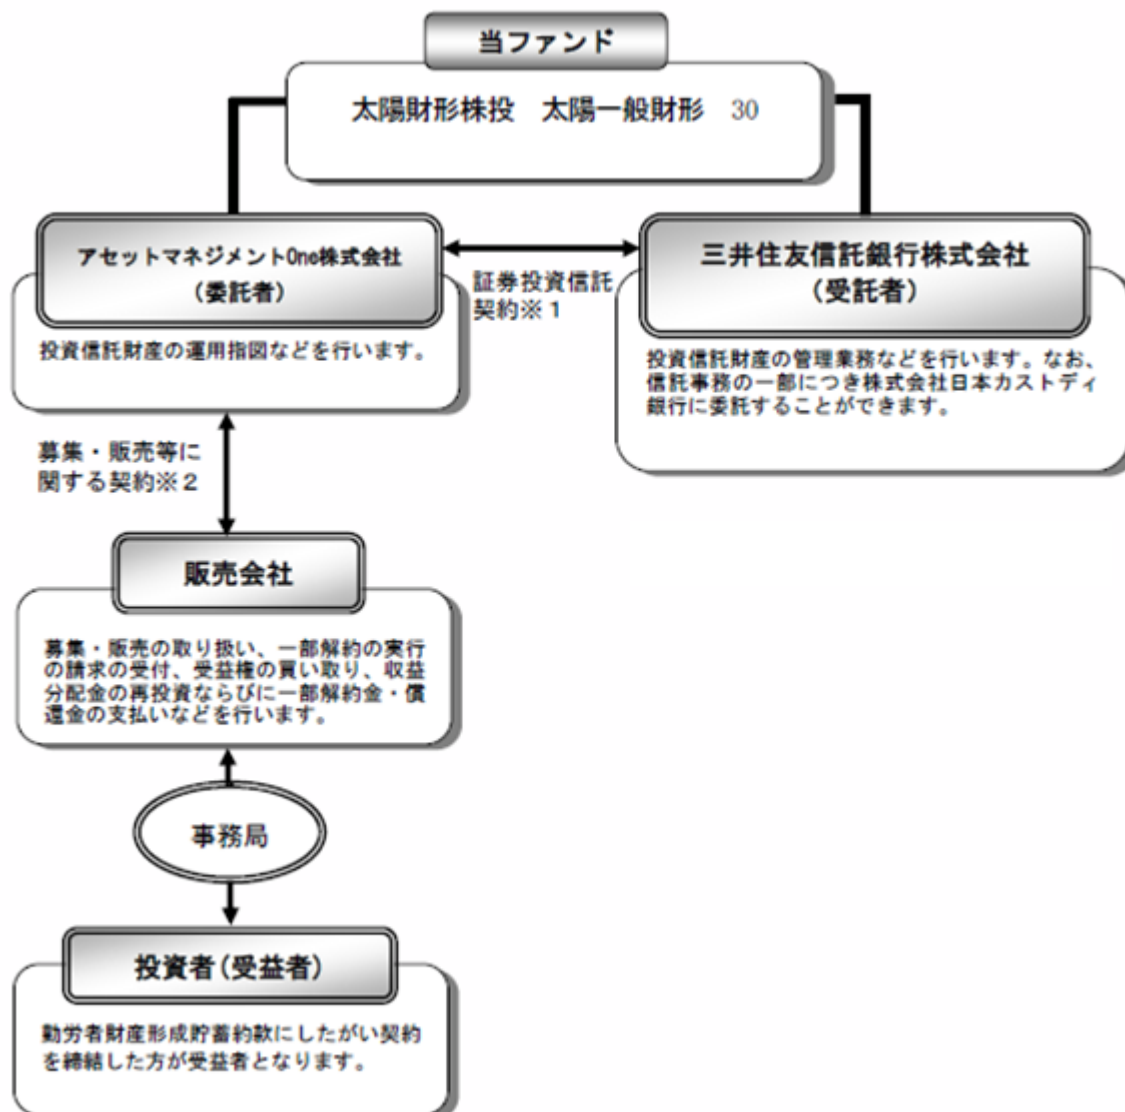 当ファンド
太陽財形株投　太陽一般財形　30
アセットマネジメントOne株式会社
（委託者）
投資信託財産の運用指図などを行います。
証券投資信託
契約※１
三井住友信託銀行株式会社
（受託者）
投資信託財産の管理業務などを行います。なお、
信託事務の一部につき株式会社日本カストディ
銀行に委託することができます。
募集・販売等に
関する契約※２
販売会社
募集・販売の取り扱い、一部解約の実行
の請求の受付、受益権の買い取り、収益
分配金の再投資ならびに一部解約金・償
還金の支払いなどを行います。
事務局
投資者(受益者)
勤労者財産形成貯蓄約款にしたがい契約
を締結した方が受益者となります。